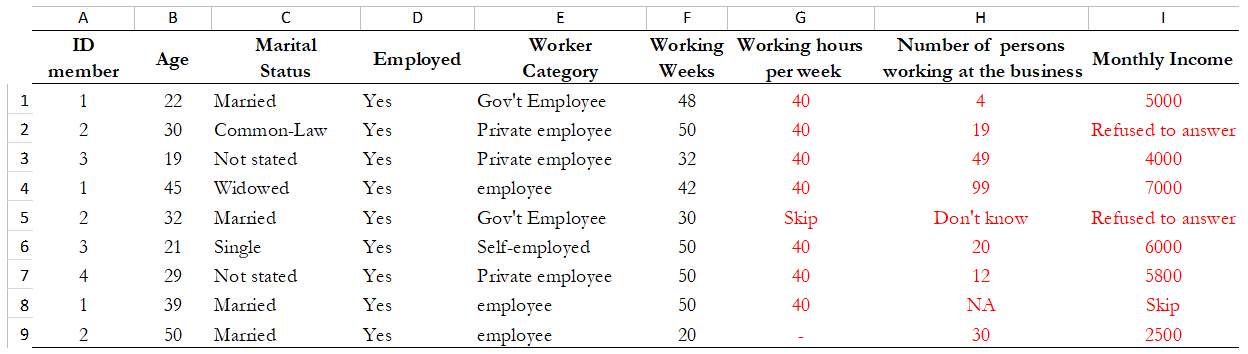 A B C D E F G H I
ID member Age Marital Status Employed Worker Category Working Weeks Working hours per week Number of persons working at the business Monthly Income
1 1 22 Married Yes Gov't Employee 48 40 4 5000
2 2 30 Common-Law Yes Private employee 50 40 19 Refused to answer
3 3 19 Not stated Yes Private employee 32 40 49 4000
4 1 45 Widowed Yes employee 42 40 99 7000
5 2 32 Married Yes Gov't Employee 30 Skip Don't know Refused to answer
6 3 21 Single Yes Self-employed 50 40 20 6000
7 4 29 Not stated Yes Private employee 50 40 12 5800
8 1 39 Married Yes employee 50 40 NA Skip
9 2 50 Married Yes employee 20 - 30 2500